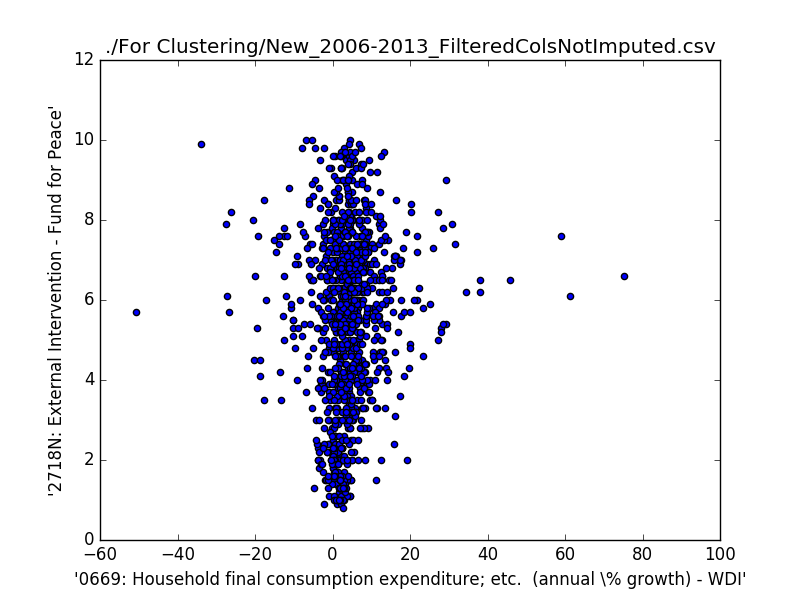 ./For Clustering/New_2006-2013_FilteredColsNotImputed.csv
12
10
8
6
4
2
0
'2718N: External Intervention - Fund for Peace'
−60 −40 −20 0 20 40 60 80 100
'0669: Household final consumption expenditure; etc.  (annual \% growth) - WDI'